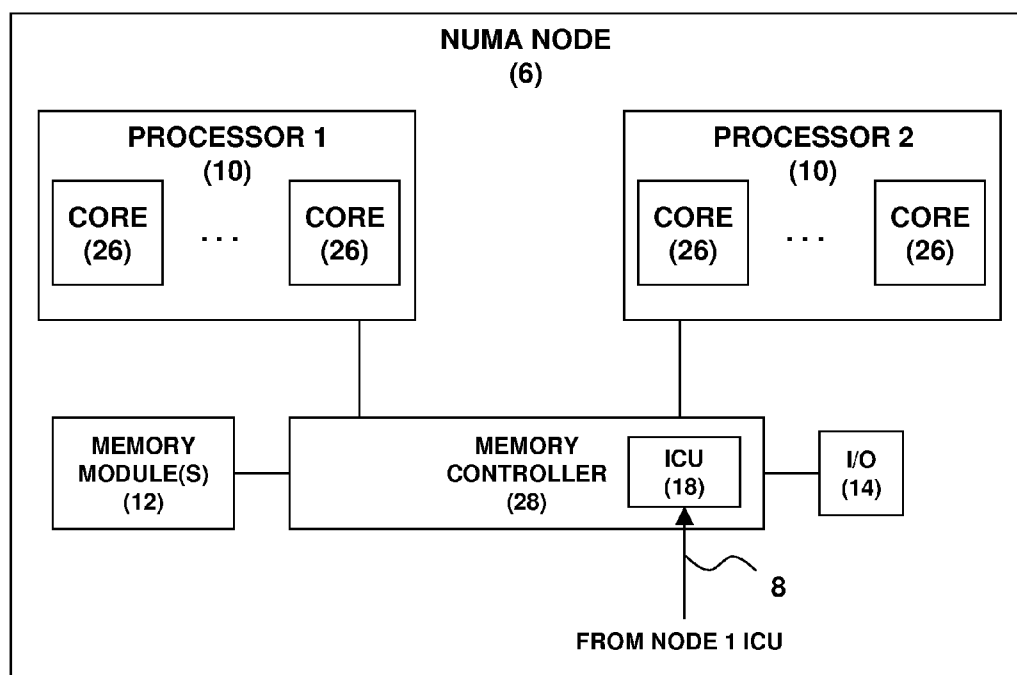 NUMA NODE
(6)
PROCESSOR 1
(10)
CORE
(26)
. . .
CORE
(26)
PROCESSOR 2
(10)
CORE
(26)
. . .
CORE
(26)
MEMORY
MODULE(S)
(12)
MEMORY
CONTROLLER
(28)
ICU
(18)
I/O
(14)
8
FROM NODE 1 ICU